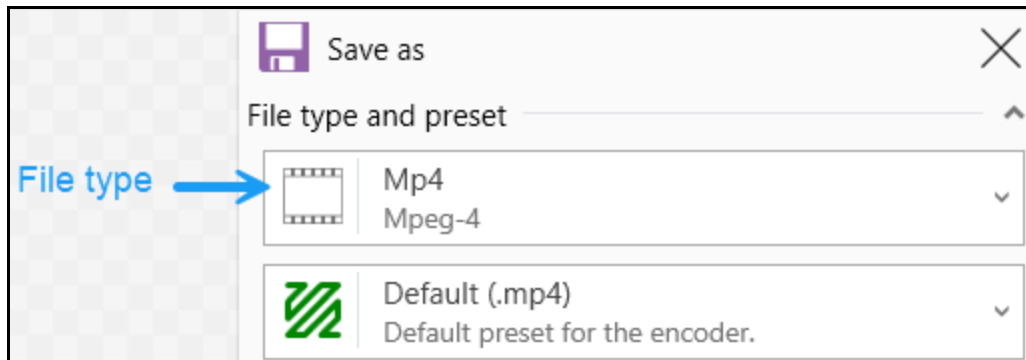 Save as
File type and preset
File type
Mp4
Mpeg-4
Default (.mp4)
Default preset for the encoder.